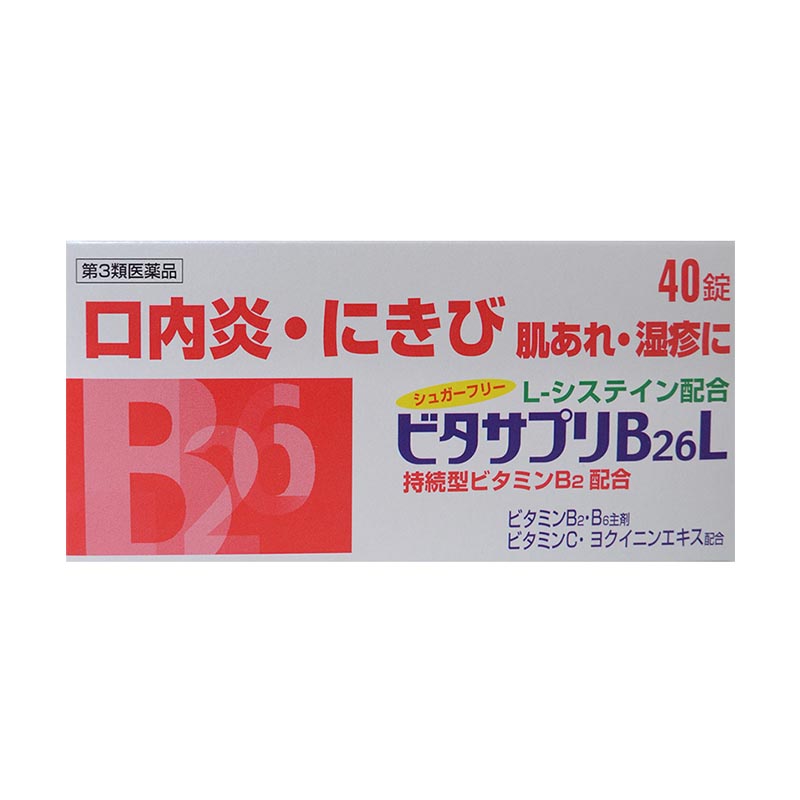 第3類医薬品
40錠
口内炎・にきび 肌あれ・湿疹に
シュガーフリー L-システイン配合
ビタサプリB26L
持続型ビタミンB2 配合
B26
ビタミンB2・B6主剤
ビタミンC・ヨクイニンエキス配合